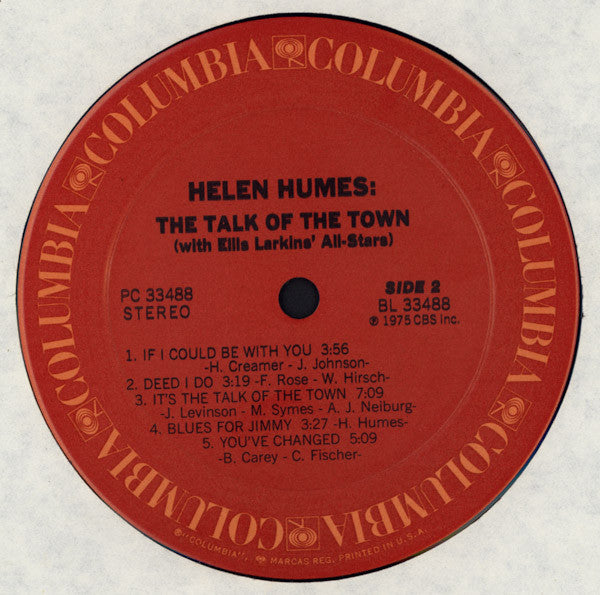 COLUMBIA COLUMBIA COLUMBIA COLUMBIA COLUMBIA COLUMBIA
HELEN HUMES:
THE TALK OF THE TOWN
(with Ellis Larkins' All-Stars)
PC 33488
STEREO
SIDE 2
BL 33488
℗ 1975 CBS Inc.
1. IF I COULD BE WITH YOU 3:56
-H. Creamer - J. Johnson-
2. DEED I DO 3:19 -F. Rose - W. Hirsch-
3. IT'S THE TALK OF THE TOWN 7:09
-J. Levinson - M. Symes - A. J. Neiburg-
4. BLUES FOR JIMMY 3:27 -H. Humes-
5. YOU'VE CHANGED 5:09
-B. Carey - C. Fischer-
®"COLUMBIA", MARCAS REG. PRINTED IN U.S.A.